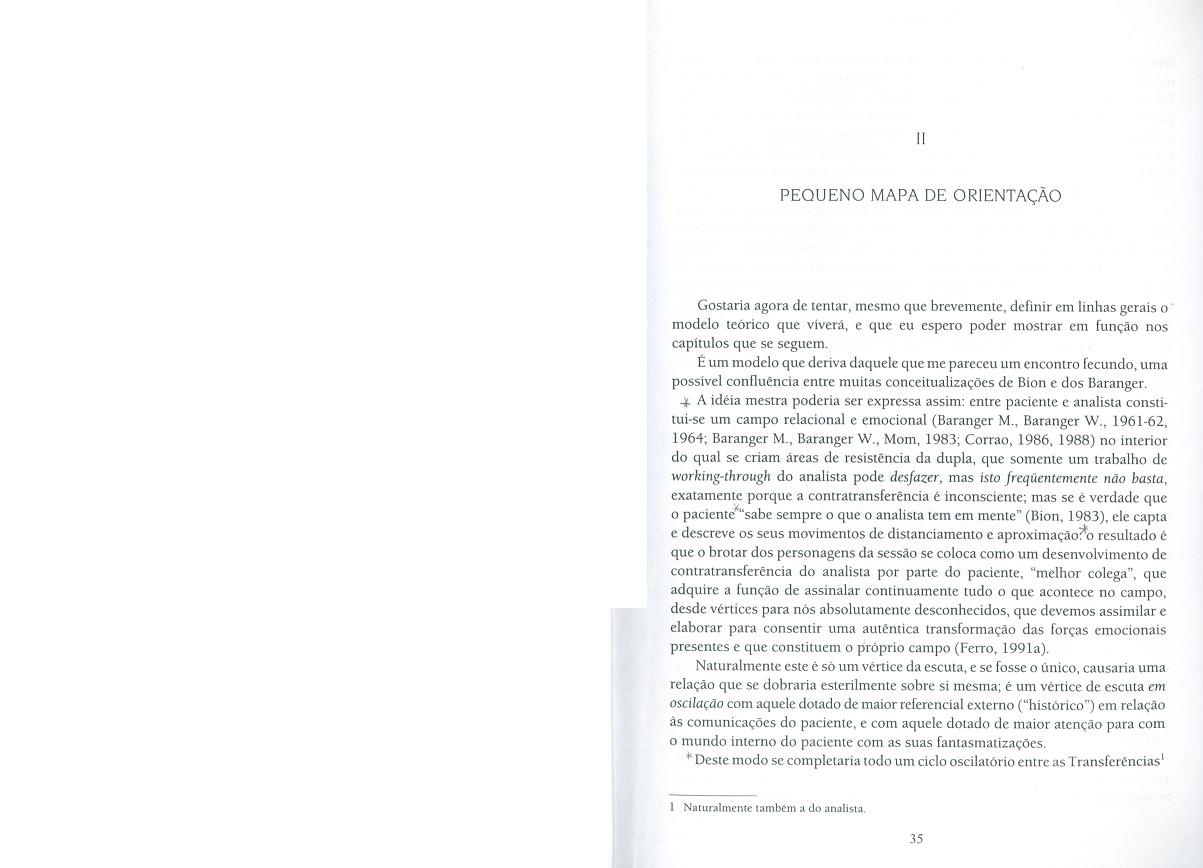 II
PEQUENO MAPA DE ORIENTAÇÃO
Gostaria agora de tentar, mesmo que brevemente, definir em linhas gerais o
modelo teórico que viverá, e que eu espero poder mostrar em função nos
capítulos que se seguem.
É um modelo que deriva daquele que me pareceu um encontro fecundo, uma
possível confluência entre muitas conceitualizações de Bion e dos Baranger.
* A idéia mestra poderia ser expressa assim: entre paciente e analista consti-
tui-se um campo relacional e emocional (Baranger M., Baranger W., 1961-62,
1964; Baranger M., Baranger W., Mom, 1983; Corrao, 1986, 1988) no interior
do qual se criam áreas de resistência da dupla, que somente um trabalho de
working-through do analista pode desfazer, mas isto freqüentemente não basta,
exatamente porque a contratransferência é inconsciente; mas se é verdade que
o paciente* “sabe sempre o que o analista tem em mente” (Bion, 1983), ele capta
e descreve os seus movimentos de distanciamento e aproximação:* o resultado é
que o brotar dos personagens da sessão se coloca como um desenvolvimento de
contratransferência do analista por parte do paciente, “melhor colega”, que
adquire a função de assinalar continuamente tudo o que acontece no campo,
desde vértices para nós absolutamente desconhecidos, que devemos assimilar e
elaborar para consentir uma autêntica transformação das forças emocionais
presentes e que constituem o próprio campo (Ferro, 1991a).
Naturalmente este é só um vértice da escuta, e se fosse o único, causaria uma
relação que se dobraria esterilmente sobre si mesma; é um vértice de escuta em
oscilação com aquele dotado de maior referencial externo (“histórico”) em relação
às comunicações do paciente, e com aquele dotado de maior atenção para com
o mundo interno do paciente com as suas fantasmatizações.
* Deste modo se completaria todo um ciclo oscilatório entre as Transferências¹
1 Naturalmente também a do analista.
35